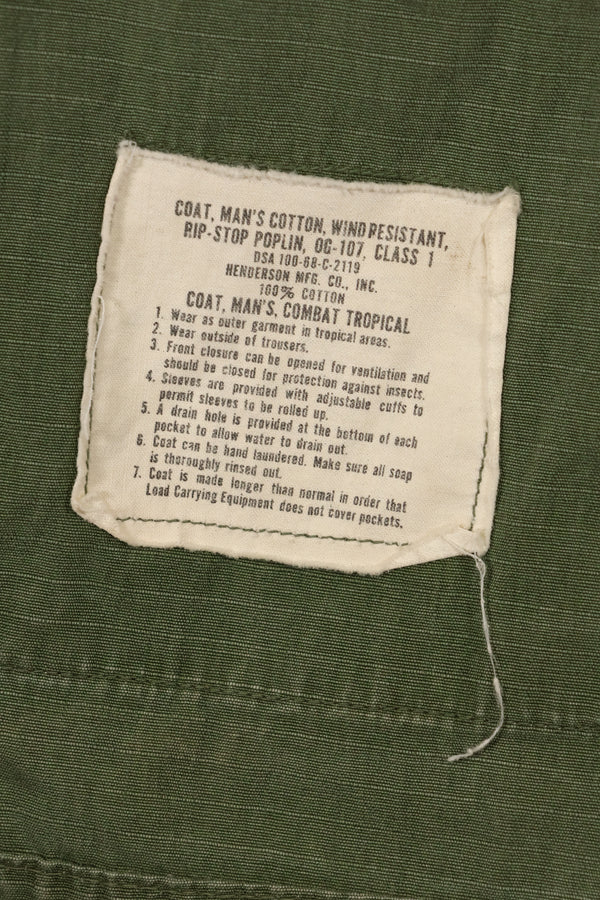 COAT, MAN'S COTTON, WIND RESISTANT,
RIP-STOP POPLIN, OG-107, CLASS 1
DSA 100-68-C-2119
HENDERSON MFG. CO., INC.
100% COTTON
COAT, MAN'S, COMBAT TROPICAL
1. Wear as outer garment in tropical areas.
2. Wear outside of trousers.
3. Front closure can be opened for ventilation and
should be closed for protection against insects.
4. Sleeves are provided with adjustable cuffs to
permit sleeves to be rolled up.
5. A drain hole is provided at the bottom of each
pocket to allow water to drain out.
6. Coat can be hand laundered. Make sure all soap
is thoroughly rinsed out.
7. Coat is made longer than normal in order that
Load Carrying Equipment does not cover pockets.